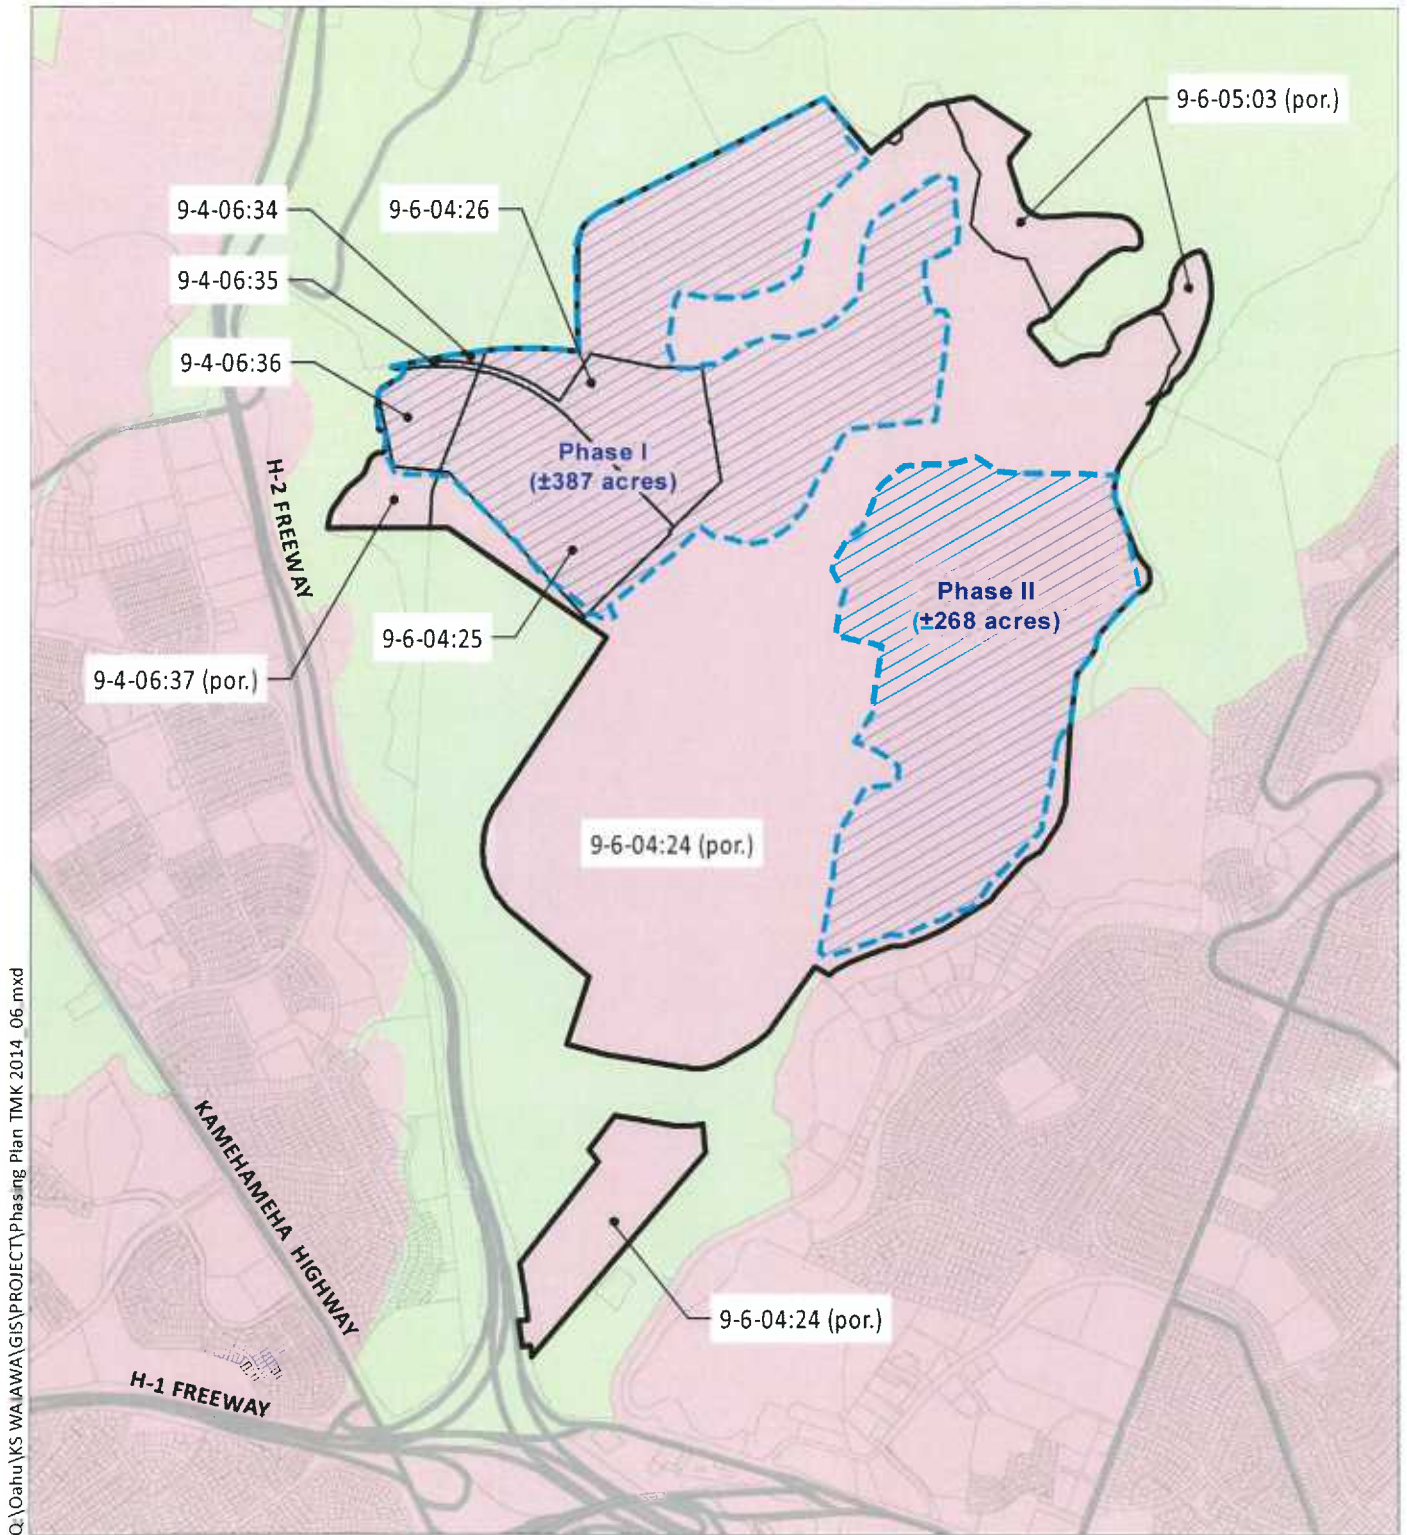 9-6-05:03 (por.)
9-4-06:34
9-6-04:26
9-4-06:35
9-4-06:36
Phase I
(±387 acres)
H-2 FREEWAY
Phase II
(±268 acres)
9-6-04:25
9-4-06:37 (por.)
9-6-04:24 (por.)
KAMEHAMEHA HIGHWAY
9-6-04:24 (por.)
H-1 FREEWAY
Q:\Oahu\KS WAIAWA\GIS\PROJECT\Phasing Plan TMK 2014_06.mxd